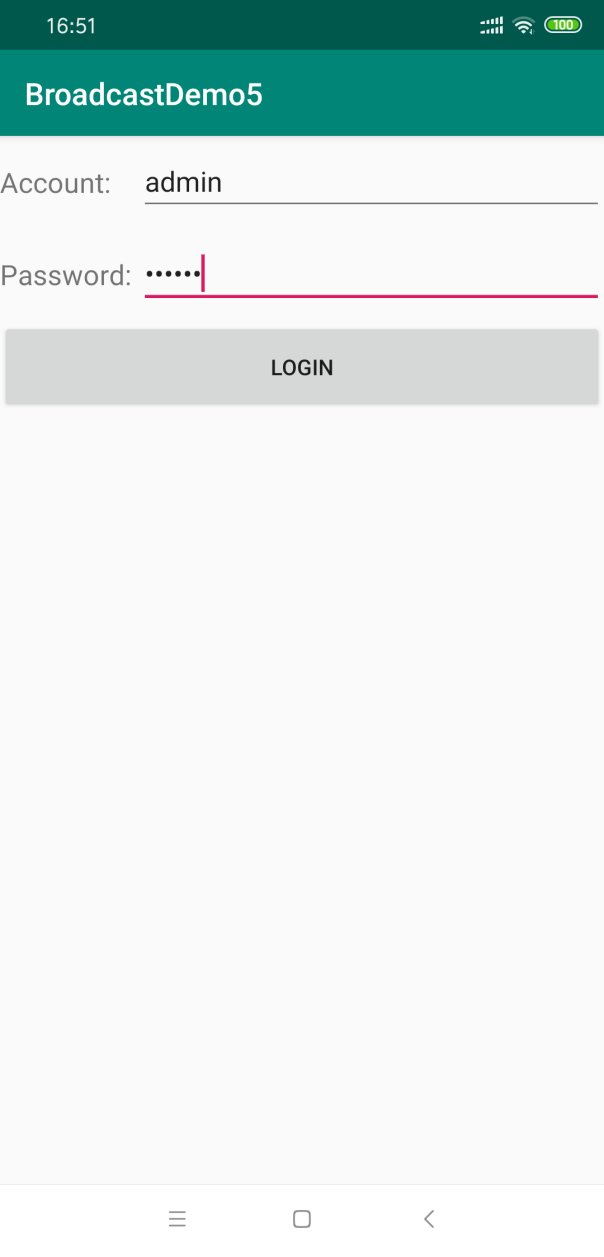 16:51
100
BroadcastDemo5
Account: admin
Password: ••••••
LOGIN